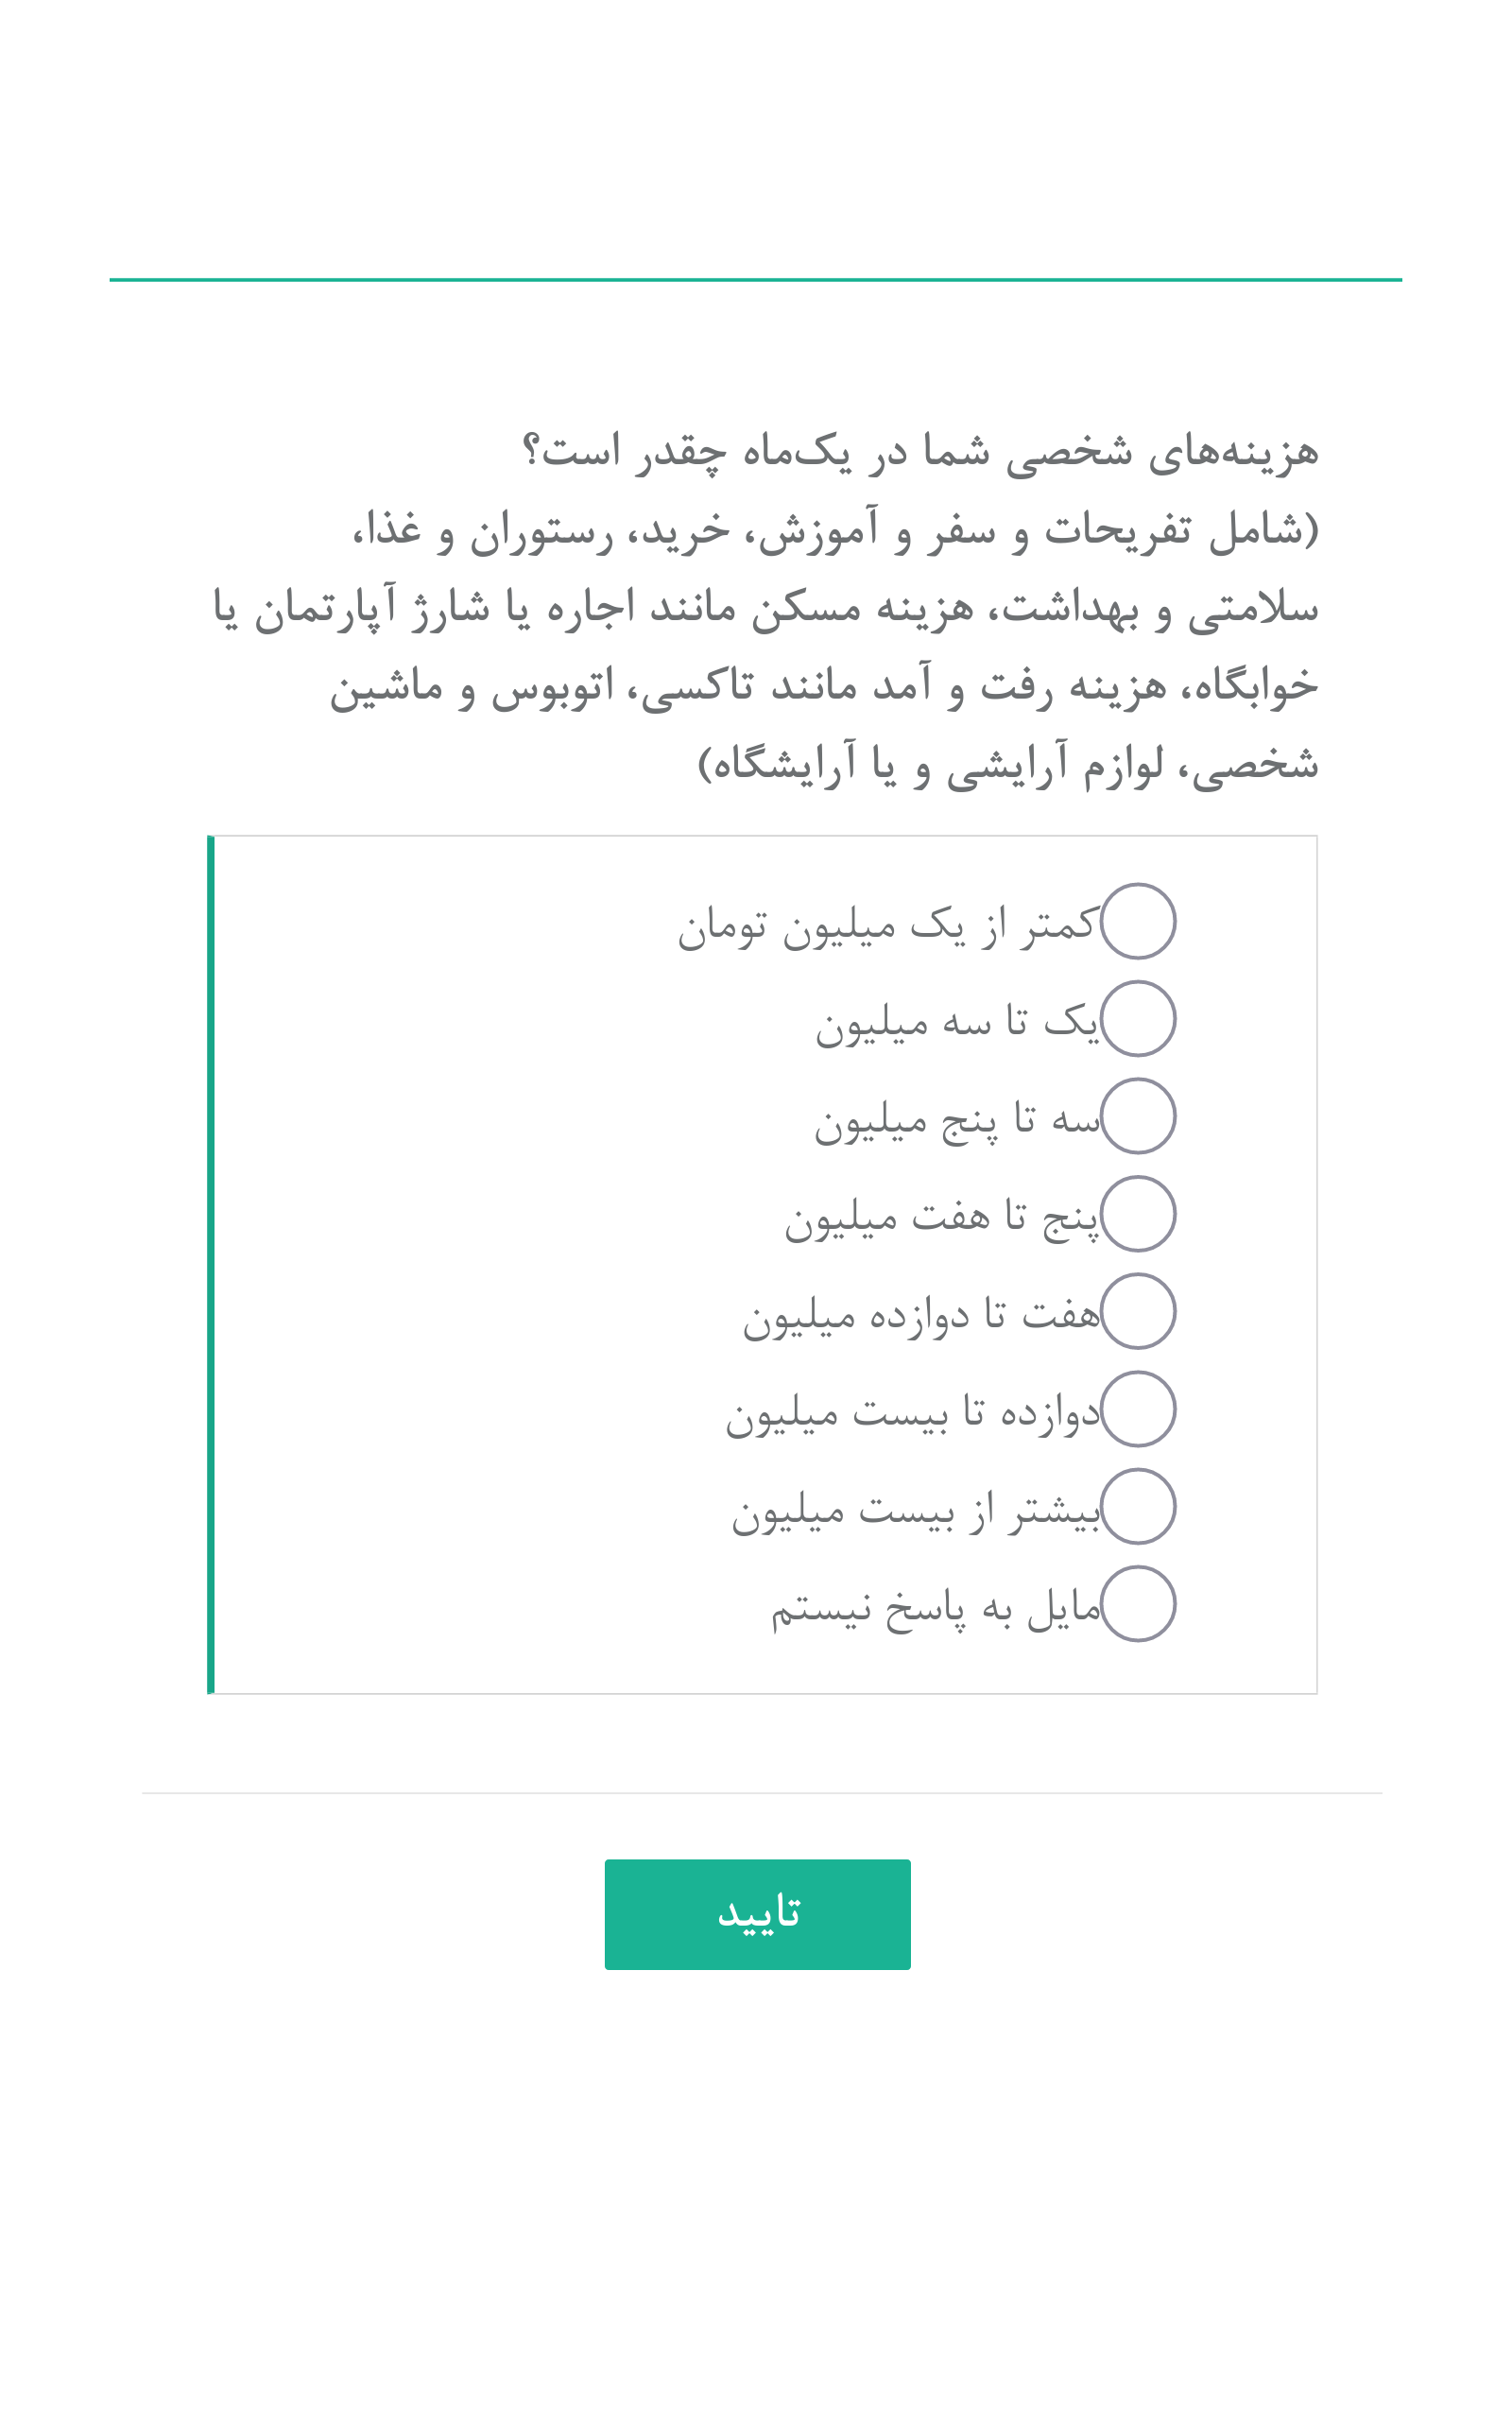 هزینه‌های شخصی شما در یک‌ماه چقدر است؟
(شامل تفریحات و سفر و آموزش، خرید، رستوران و غذا،
سلامتی و بهداشت، هزینه مسکن مانند اجاره یا شارژ آپارتمان یا
خوابگاه، هزینه رفت و آمد مانند تاکسی، اتوبوس و ماشین
شخصی، لوازم آرایشی و یا آرایشگاه)
کمتر از یک میلیون تومان
یک تا سه میلیون
سه تا پنج میلیون
پنج تا هفت میلیون
هفت تا دوازده میلیون
دوازده تا بیست میلیون
بیشتر از بیست میلیون
مایل به پاسخ نیستم
تایید